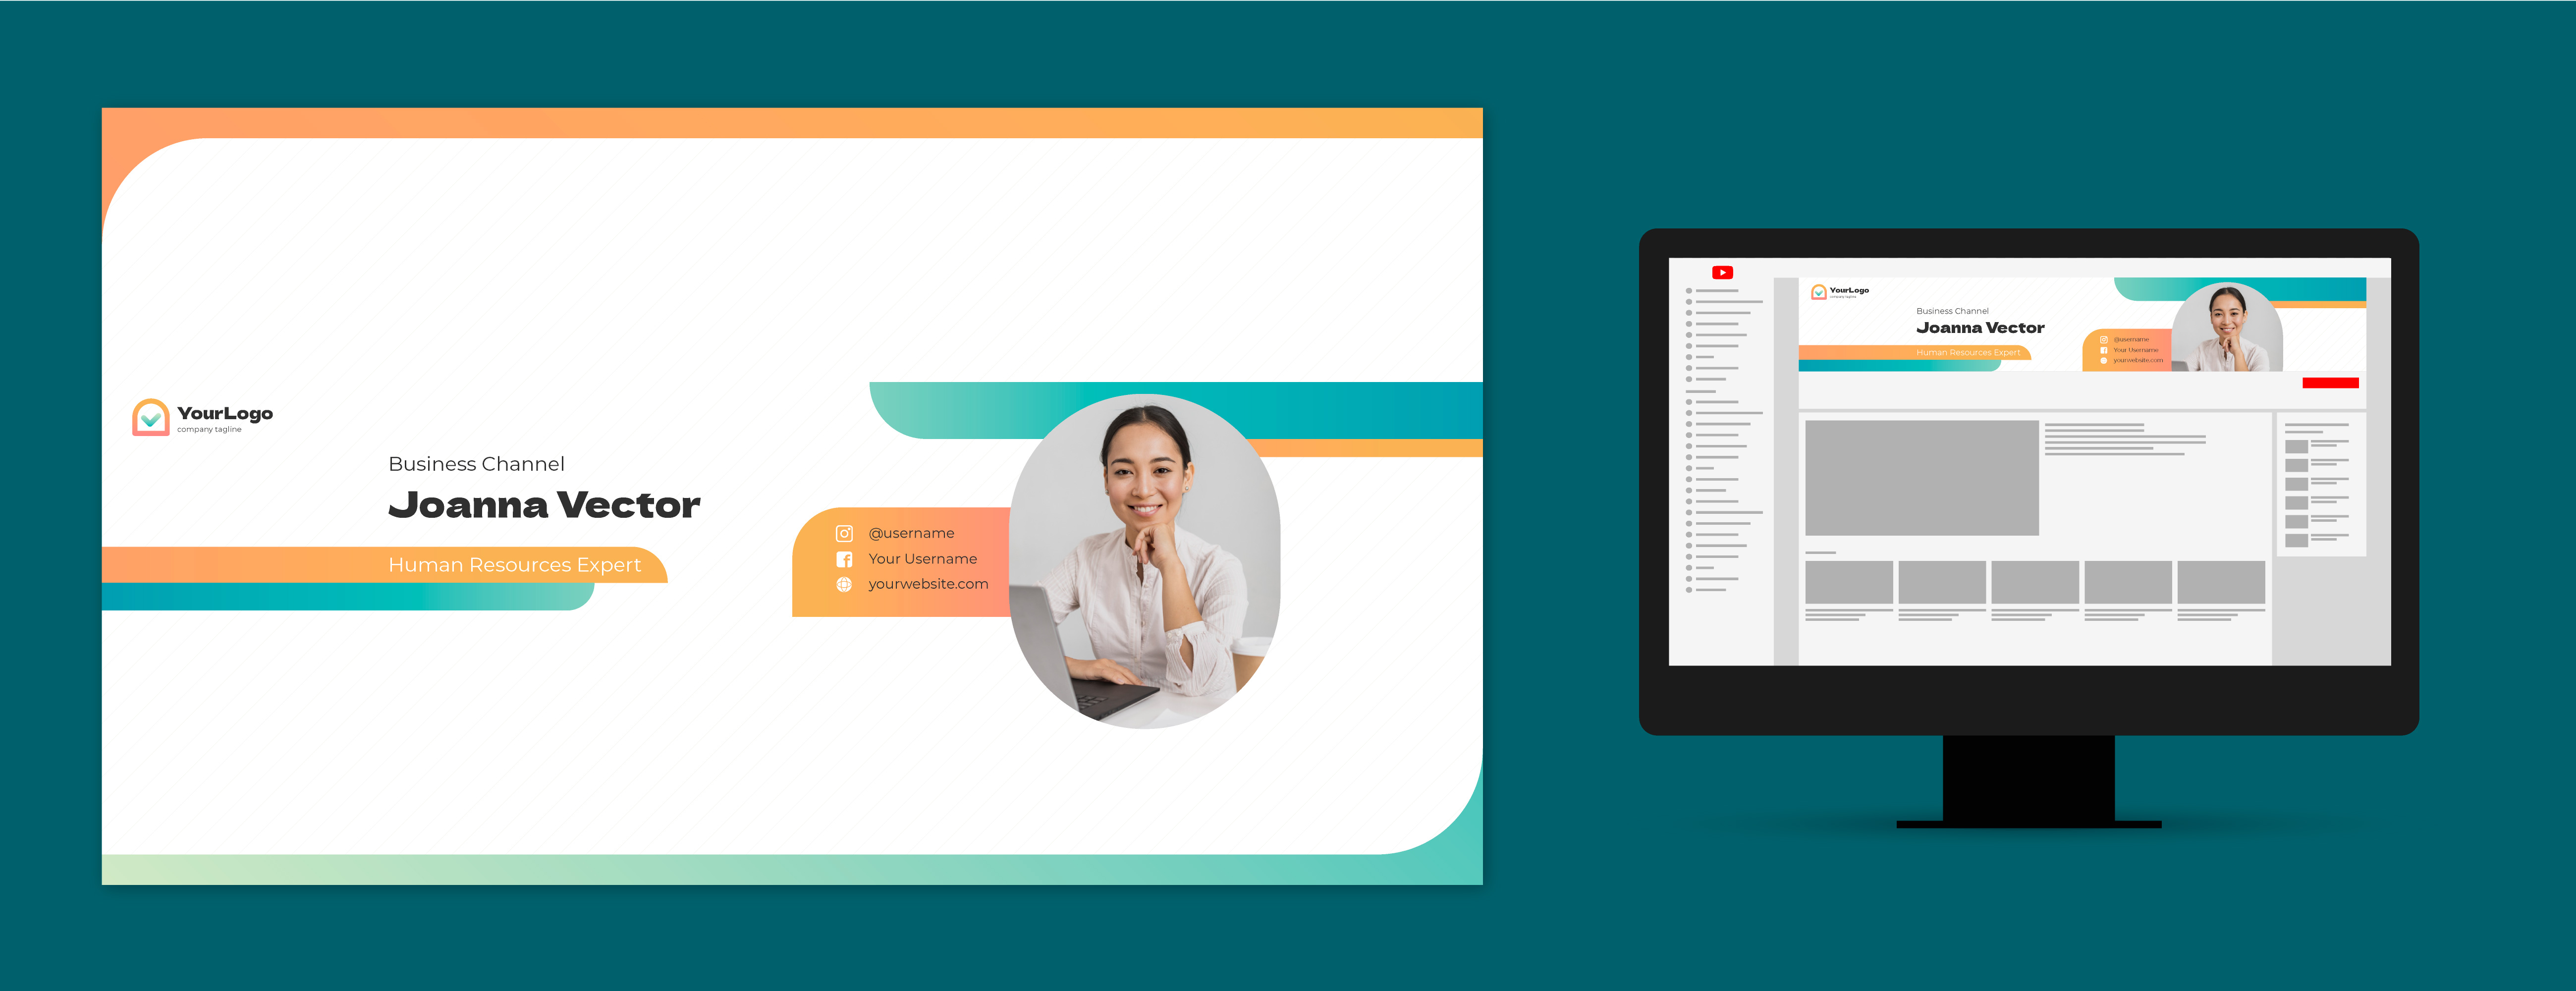 YourLogo
company tagline
Business Channel
Joanna Vector
Human Resources Expert
@username
Your Username
yourwebsite.com
YourLogo
company tagline
Business Channel
Joanna Vector
Human Resources Expert
@username
Your Username
yourwebsite.com